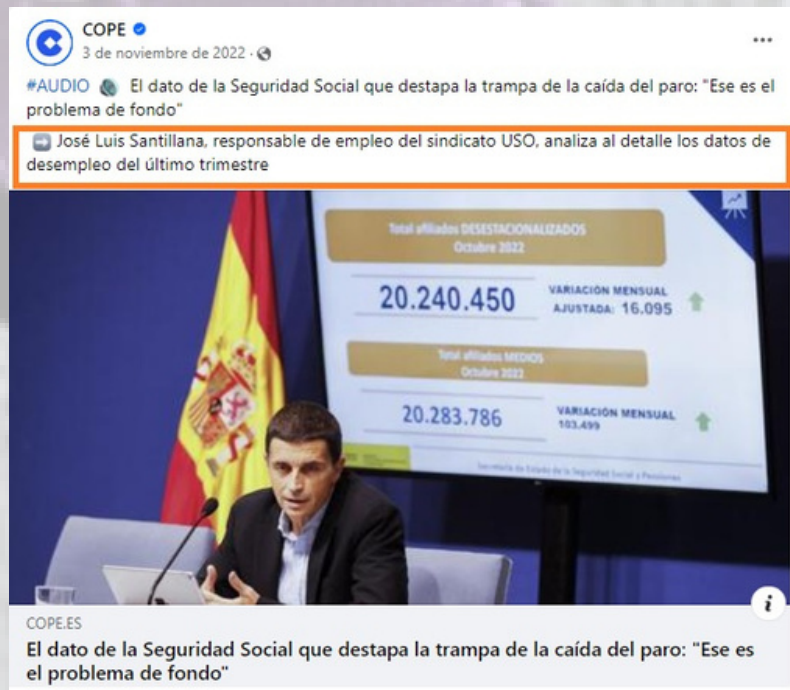 COPE
3 de noviembre de 2022 ·
#AUDIO El dato de la Seguridad Social que destapa la trampa de la caída del paro: "Ese es el
problema de fondo"
José Luis Santillana, responsable de empleo del sindicato USO, analiza al detalle los datos de
desempleo del último trimestre
Total afiliados DESESTACIONALIZADOS
Octubre 2022
20.240.450
VARIACIÓN MENSUAL
AJUSTADA: 16.095
Total afiliados MEDIOS
Octubre 2022
20.283.786
VARIACIÓN MENSUAL
103.499
Secretaría de Estado de la Seguridad Social y Pensiones
COPE.ES
El dato de la Seguridad Social que destapa la trampa de la caída del paro: "Ese es
el problema de fondo"